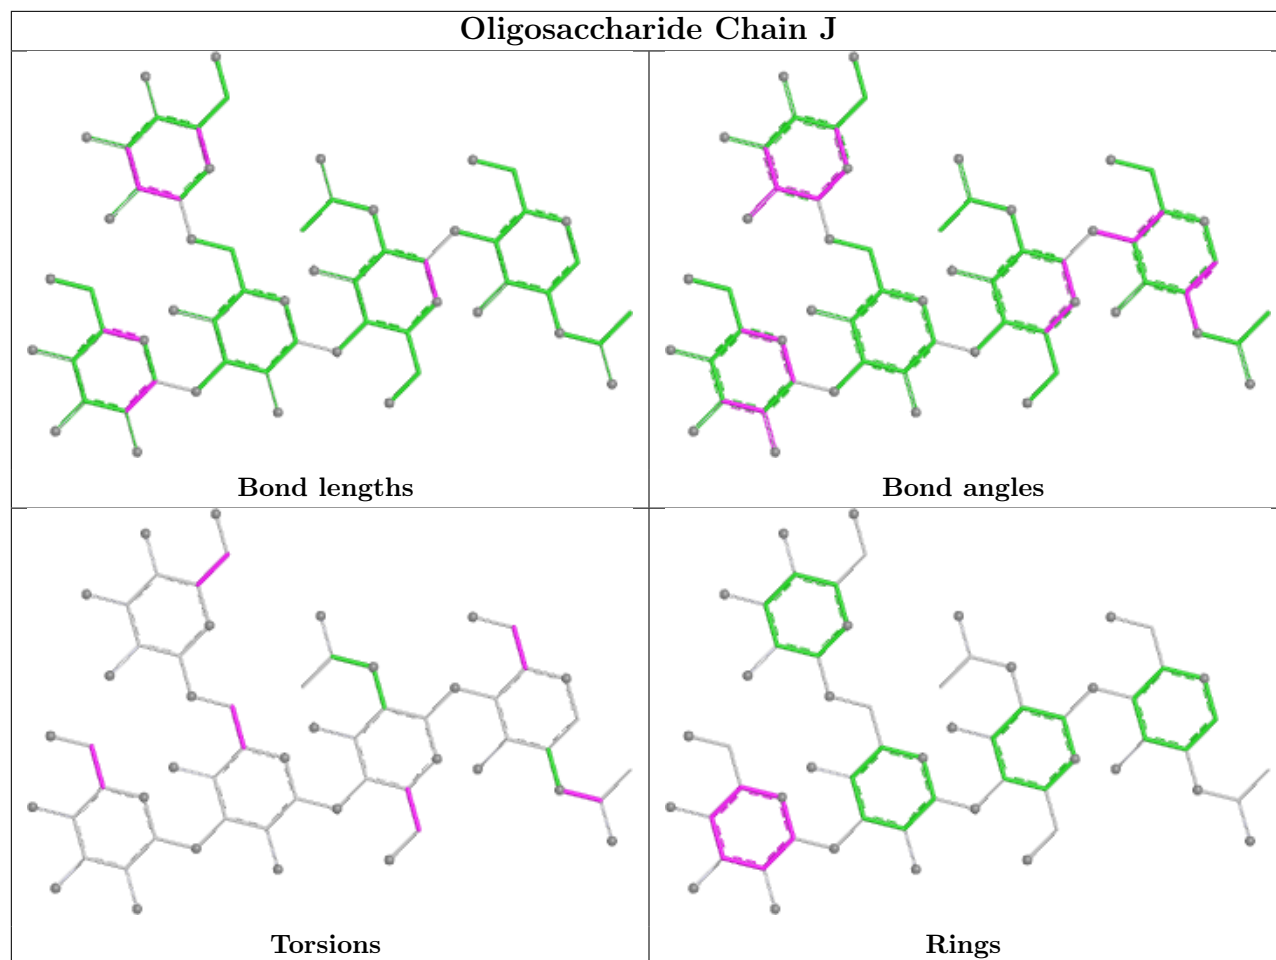 Oligosaccharide Chain J
Bond lengths
Bond angles
Torsions
Rings